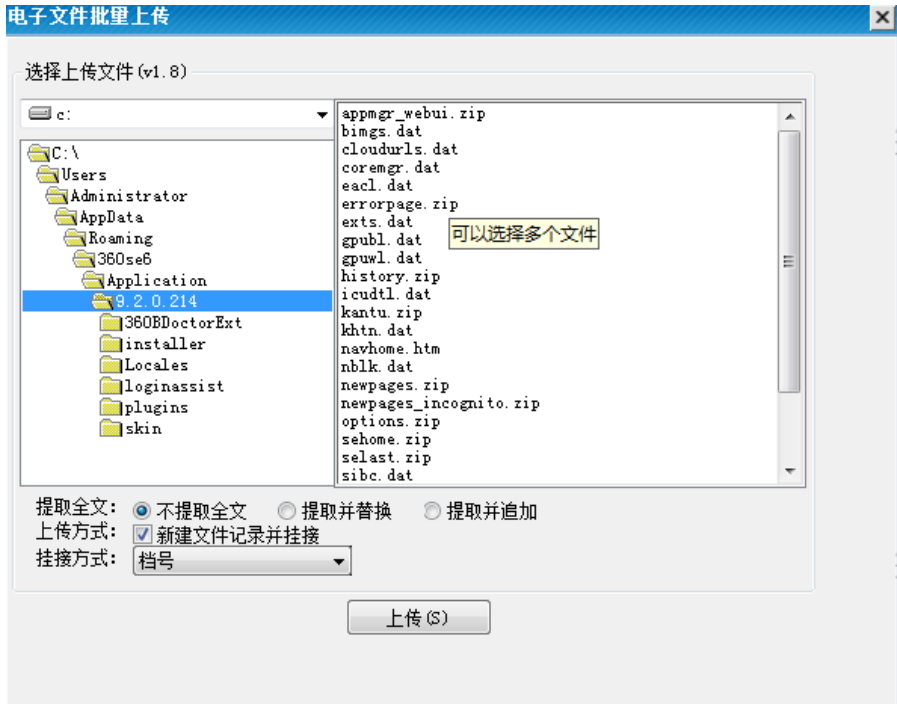 电子文件批里上传
选择上传文件(v1.8)
c:
C:\
Users
Administrator
AppData
Roaming
360se6
Application
9.2.0.214
360BDoctorExt
installer
Locales
loginassist
plugins
skin
appmgr_webui.zip
bimgs.dat
cloudurls.dat
coremgr.dat
eacl.dat
errorpage.zip
exts.dat
gpubl.dat
gpuwl.dat
history.zip
icudtl.dat
kantu.zip
khtn.dat
navhome.htm
nblk.dat
newpages.zip
newpages_incognito.zip
options.zip
sehome.zip
selast.zip
sibc.dat
可以选择多个文件
提取全文: 不提取全文 提取并替换 提取并追加
上传方式: 新建文件记录并挂接
挂接方式: 档号
上传(S)